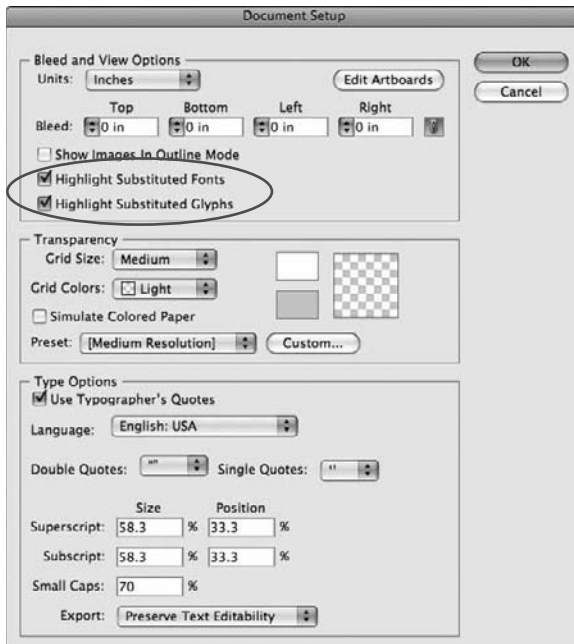 Document Setup
Bleed and View Options
OK
Units: Inches Edit Artboards
Cancel
Top Bottom Left Right
Bleed: 0 in 0 in 0 in 0 in
Show Images In Outline Mode
Highlight Substituted Fonts
Highlight Substituted Glyphs
Transparency
Grid Size: Medium
Grid Colors: Light
Simulate Colored Paper
Preset: [Medium Resolution] Custom...
Type Options
Use Typographer's Quotes
Language: English: USA
Double Quotes: “” Single Quotes: ‘’
Size Position
Superscript: 58.3 % 33.3 %
Subscript: 58.3 % 33.3 %
Small Caps: 70 %
Export: Preserve Text Editability